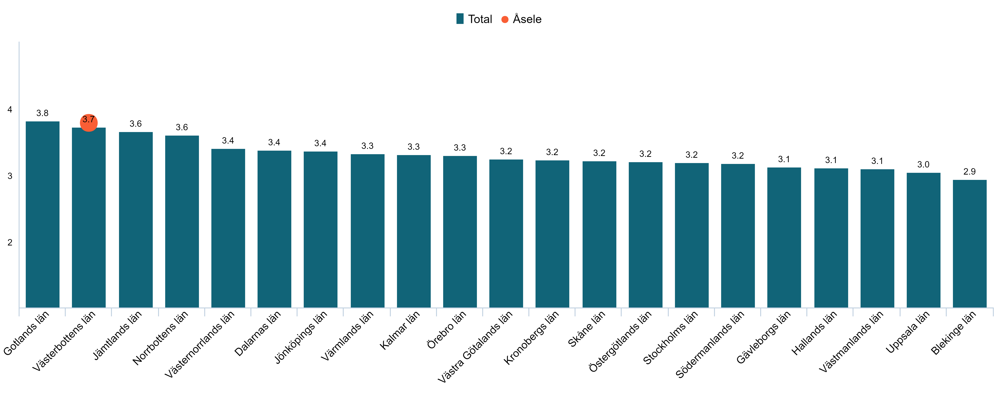 Total Åsele
4
3
2
3.8 3.7 3.6 3.6 3.4 3.4 3.4 3.3 3.3 3.3 3.2 3.2 3.2 3.2 3.2 3.2 3.1 3.1 3.1 3.0 2.9
Gotlands län
Västerbottens län
Jämtlands län
Norrbottens län
Västernorrlands län
Dalarnas län
Jönköpings län
Värmlands län
Kalmar län
Örebro län
Västra Götalands län
Kronobergs län
Skåne län
Östergötlands län
Stockholms län
Södermanlands län
Gävleborgs län
Hallands län
Västmanlands län
Uppsala län
Blekinge län